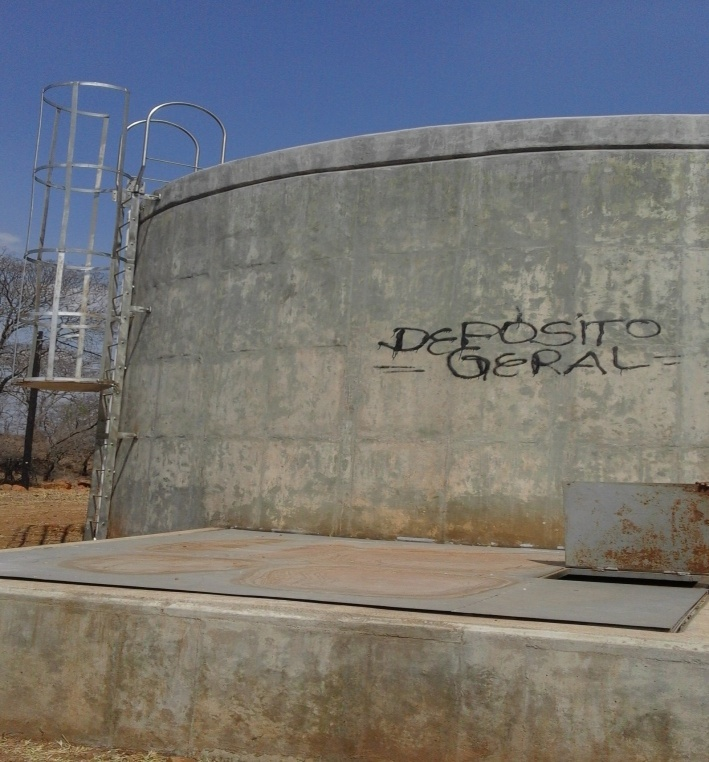 DEPÓSITO
= GERAL =